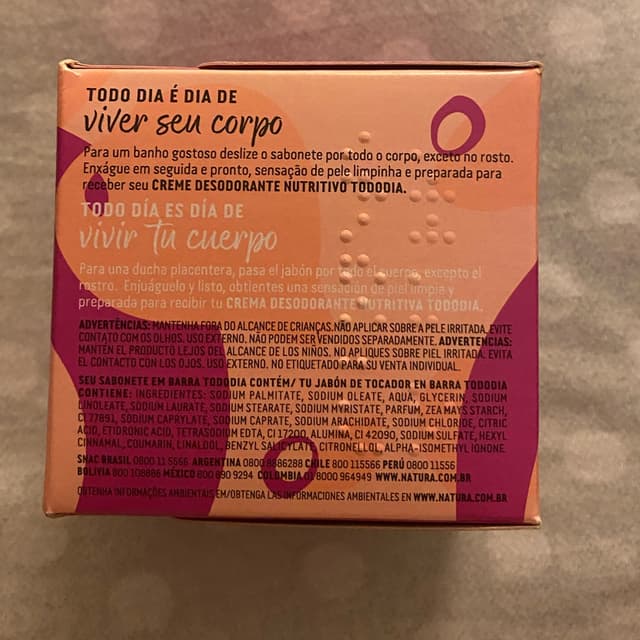 TODO DIA É DIA DE
viver seu corpo
Para um banho gostoso deslize o sabonete por todo o corpo, exceto no rosto.
Enxágue em seguida e pronto, sensação de pele limpinha e preparada para
receber seu CREME DESODORANTE NUTRITIVO TODODIA.
TODO DÍA ES DÍA DE
vivir tu cuerpo
Para una ducha placentera, pasa el jabón por todo el cuerpo, excepto el
rostro. Enjuáguelo y listo, obtienes una sensación de piel limpia y
preparada para recibir tu CREMA DESODORANTE NUTRITIVA TODODIA.
ADVERTÊNCIAS: MANTENHA FORA DO ALCANCE DE CRIANÇAS. NÃO APLICAR SOBRE A PELE IRRITADA. EVITE
CONTATO COM OS OLHOS. USO EXTERNO. NÃO PODEM SER VENDIDOS SEPARADAMENTE. ADVERTENCIAS:
MANTÉN EL PRODUCTO LEJOS DEL ALCANCE DE LOS NIÑOS. NO APLIQUES SOBRE PIEL IRRITADA. EVITA
EL CONTACTO CON LOS OJOS. USO EXTERNO. NO ETIQUETADO PARA SU VENTA INDIVIDUAL.
SEU SABONETE EM BARRA TODODIA CONTÉM/ TU JABÓN DE TOCADOR EN BARRA TODODIA
CONTIENE: INGREDIENTES: SODIUM PALMITATE, SODIUM OLEATE, AQUA, GLYCERIN, SODIUM
LINOLEATE, SODIUM LAURATE, SODIUM STEARATE, SODIUM MYRISTATE, PARFUM, ZEA MAYS STARCH,
CI 77891, SODIUM CAPRYLATE, SODIUM CAPRATE, SODIUM ARACHIDATE, SODIUM CHLORIDE, CITRIC
ACID, ETIDRONIC ACID, TETRASODIUM EDTA, CI 17200, ALUMINA, CI 42090, SODIUM SULFATE, HEXYL
CINNAMAL, COUMARIN, LINALOOL, BENZYL SALICYLATE, CITRONELLOL, ALPHA-ISOMETHYL IONONE.
SNAC BRASIL 0800 11 5566 ARGENTINA 0800 8886288 CHILE 800 115566 PERÚ 0800 11556
BOLIVIA 800 108886 MÉXICO 800 890 9294 COLOMBIA 01 8000 964949 WWW.NATURA.COM.BR
OBTENHA INFORMAÇÕES AMBIENTAIS EM/OBTENGA LAS INFORMACIONES AMBIENTALES EN WWW.NATURA.COM.BR